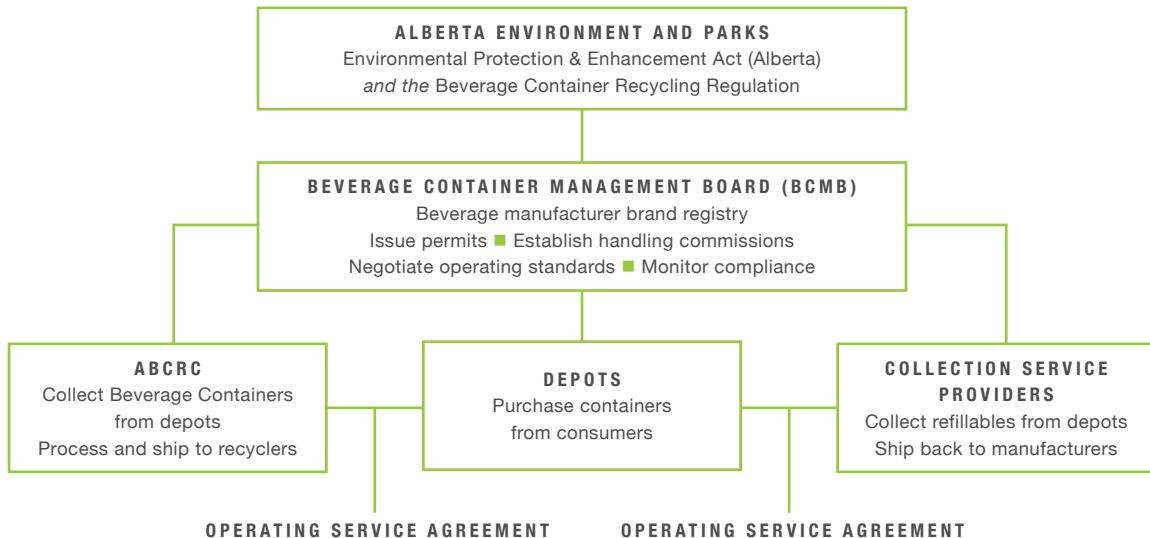 ALBERTA ENVIRONMENT AND PARKS
Environmental Protection & Enhancement Act (Alberta)
and the Beverage Container Recycling Regulation
BEVERAGE CONTAINER MANAGEMENT BOARD (BCMB)
Beverage manufacturer brand registry
Issue permits ■ Establish handling commissions
Negotiate operating standards ■ Monitor compliance
ABCRC
Collect Beverage Containers
from depots
Process and ship to recyclers
DEPOTS
Purchase containers
from consumers
COLLECTION SERVICE
PROVIDERS
Collect refillables from depots
Ship back to manufacturers
OPERATING SERVICE AGREEMENT
OPERATING SERVICE AGREEMENT